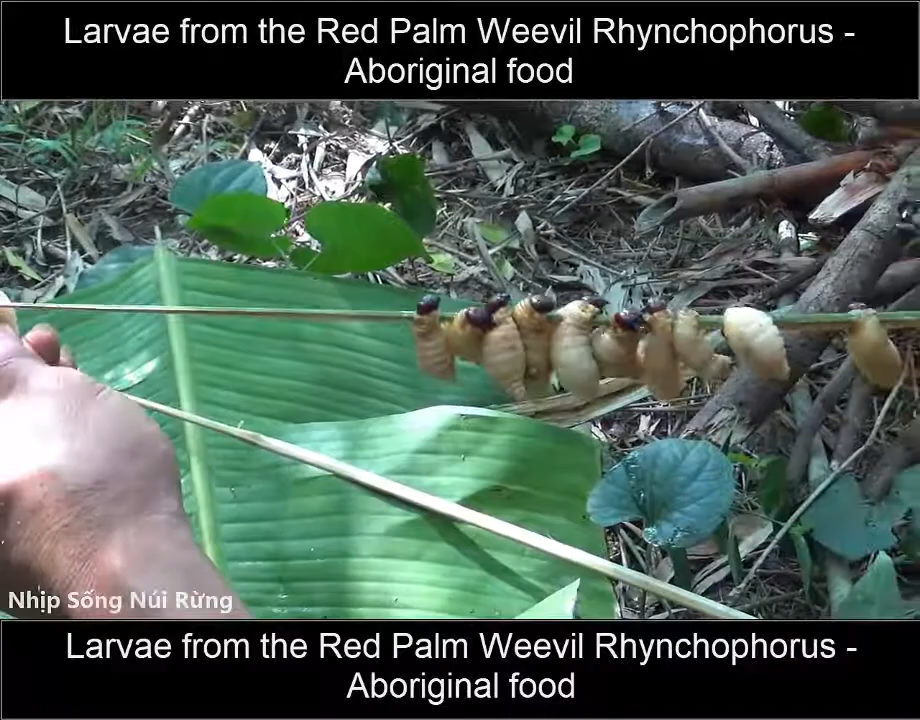 Larvae from the Red Palm Weevil Rhynchophorus -
Aboriginal food
Nhịp Sống Núi Rừng
Larvae from the Red Palm Weevil Rhynchophorus -
Aboriginal food